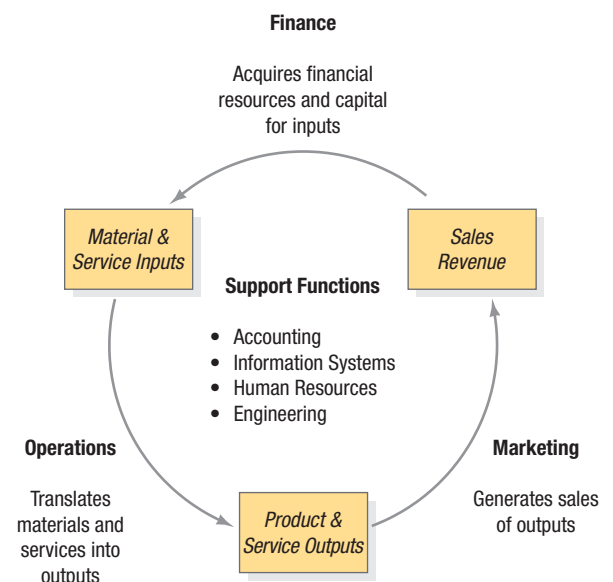 Finance
Acquires financial
resources and capital
for inputs
Material &
Service Inputs
Sales
Revenue
Support Functions
• Accounting
• Information Systems
• Human Resources
• Engineering
Operations
Translates
materials and
services into
outputs
Marketing
Generates sales
of outputs
Product &
Service Outputs